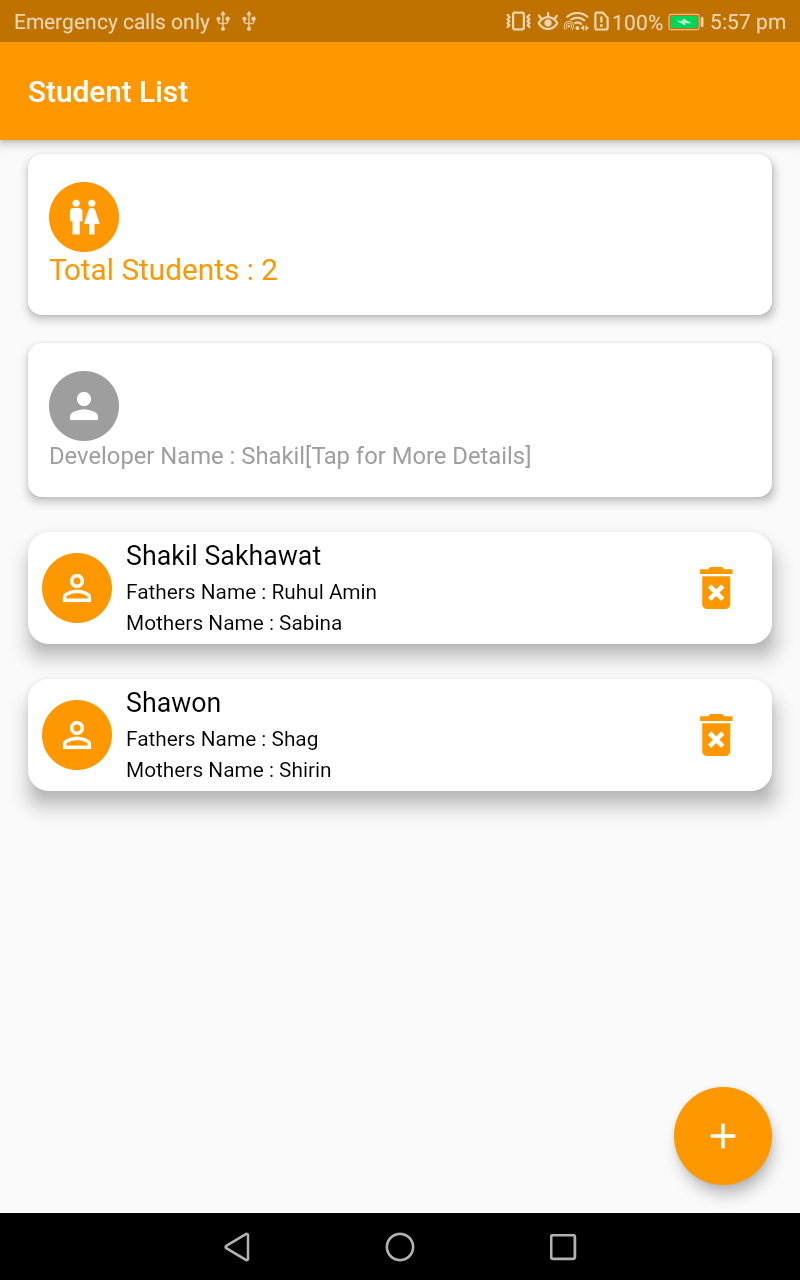 Emergency calls only 100% 5:57 pm
Student List
Total Students : 2
Developer Name : Shakil[Tap for More Details]
Shakil Sakhawat
Fathers Name : Ruhul Amin
Mothers Name : Sabina
Shawon
Fathers Name : Shag
Mothers Name : Shirin